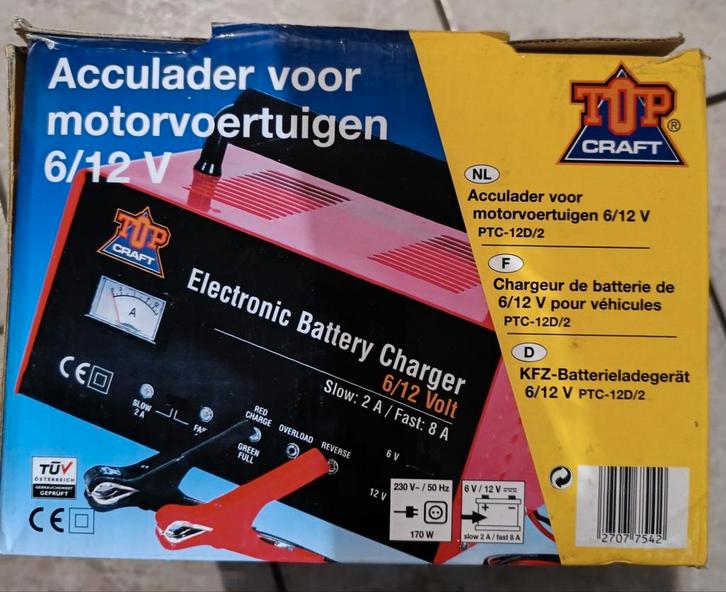 Acculader voor
motorvoertuigen
6/12 V
TOP
CRAFT
®
NL
Acculader voor
motorvoertuigen 6/12 V
PTC-12D/2
F
Chargeur de batterie de
6/12 V pour véhicules
PTC-12D/2
D
KFZ-Batterieladegerät
6/12 V PTC-12D/2
TOP
CRAFT
A
Electronic Battery Charger
6/12 Volt
Slow: 2 A / Fast: 8 A
CE
SLOW
2 A
RED
CHARGE
GREEN
FULL
OVERLOAD
REVERSE
6 V
12 V
TÜV
ÖSTERREICH
GEPRÜFT
CE
230 V~ / 50 Hz
170 W
6 V / 12 V
+ −
slow 2 A / fast 8 A
2707 7542